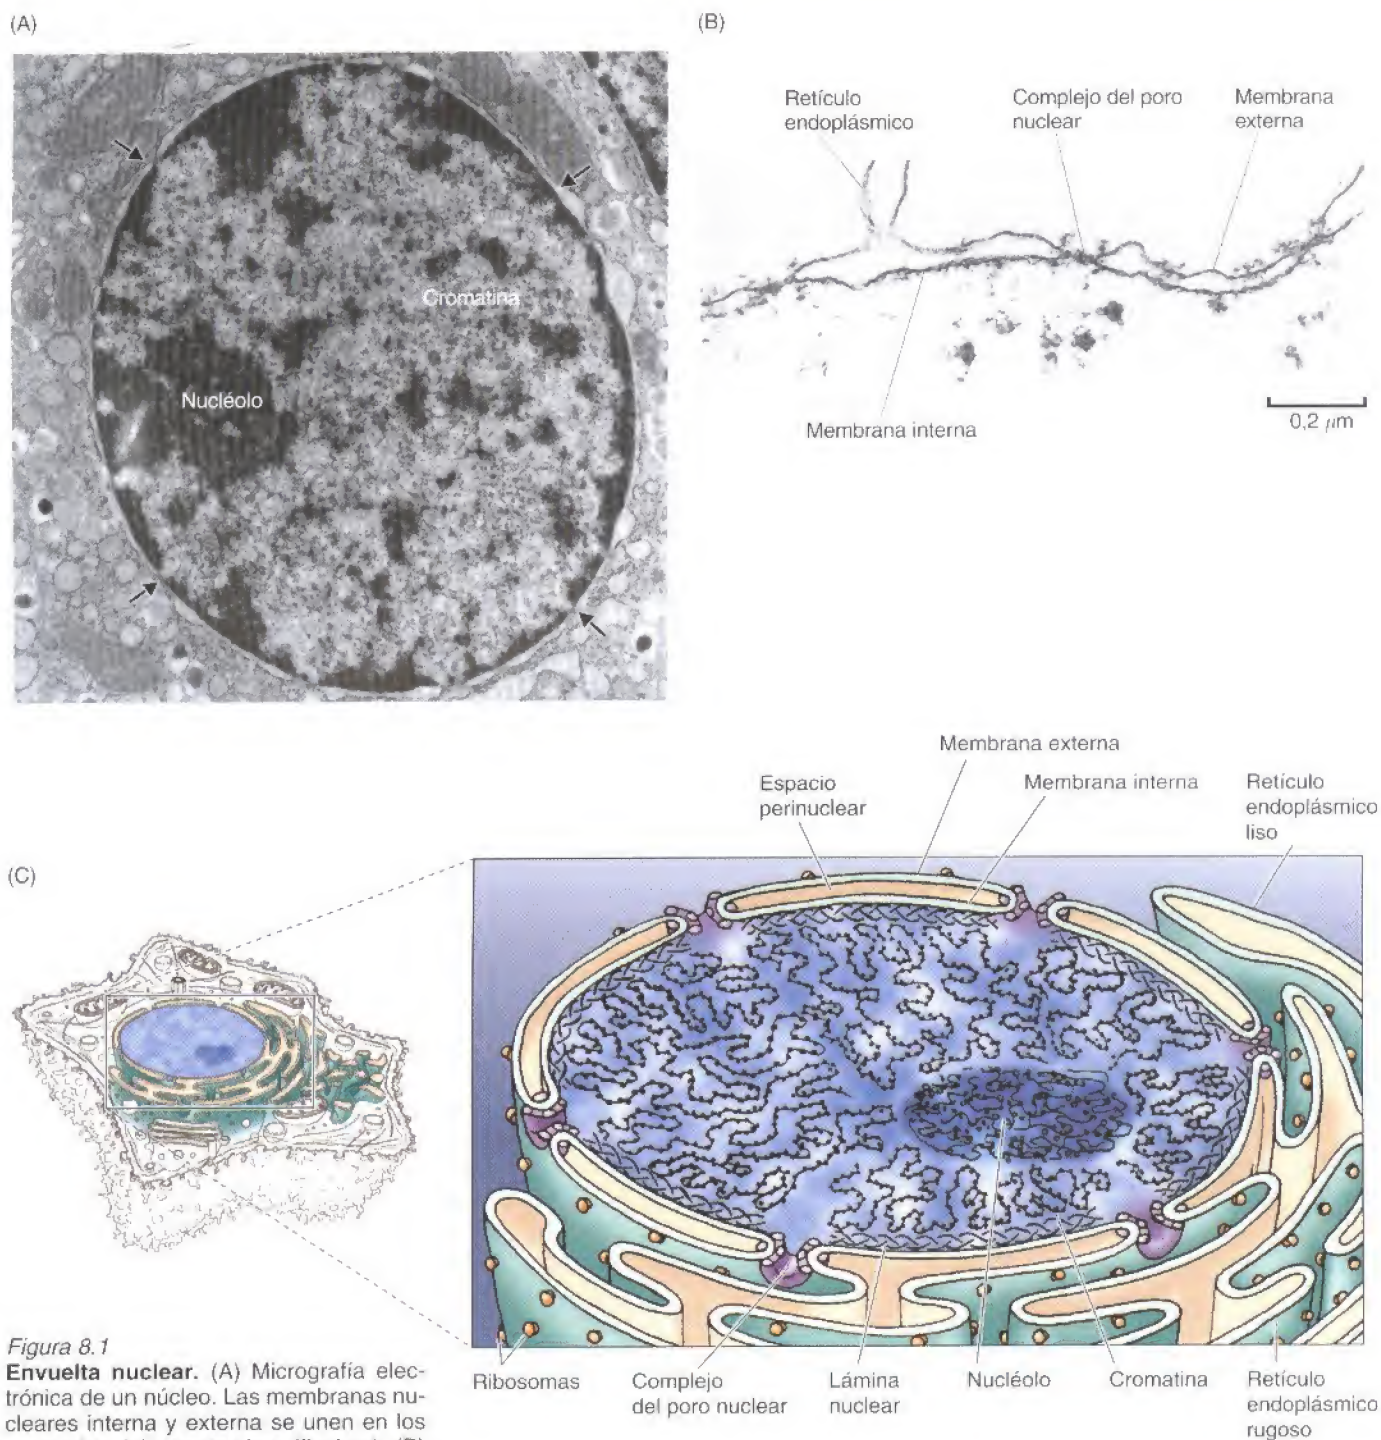 (A)
Cromatina
Nucléolo
(B)
Retículo
endoplásmico
Complejo del poro
nuclear
Membrana
externa
Membrana interna
0,2 μm
(C)
Membrana externa
Espacio
perinuclear
Membrana interna
Retículo
endoplásmico
liso
Ribosomas
Complejo
del poro nuclear
Lámina
nuclear
Nucléolo
Cromatina
Retículo
endoplásmico
rugoso
Figura 8.1
Envuelta nuclear. (A) Micrografía elec-
trónica de un núcleo. Las membranas nu-
cleares interna y externa se unen en los
(B)